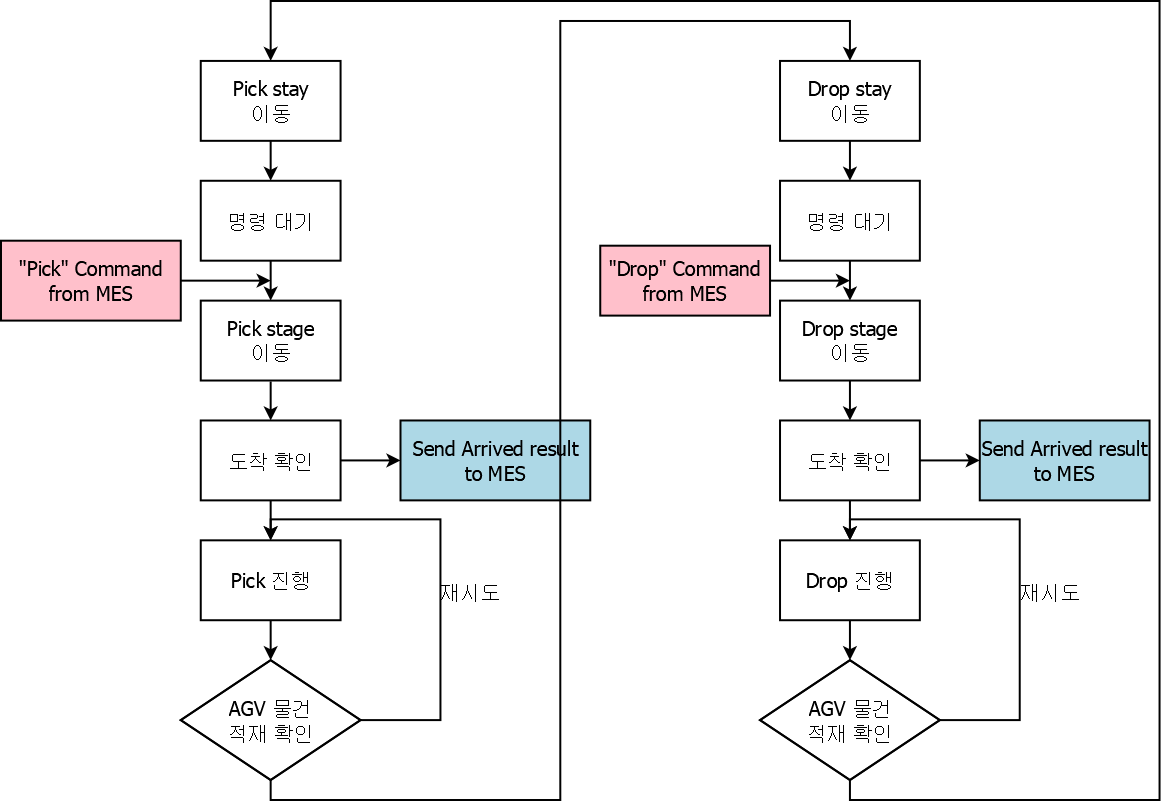 Pick stay
이동
명령 대기
"Pick" Command
from MES
Pick stage
이동
도착 확인
Send Arrived result
to MES
Pick 진행
재시도
AGV 물건
적재 확인
Drop stay
이동
명령 대기
"Drop" Command
from MES
Drop stage
이동
도착 확인
Send Arrived result
to MES
Drop 진행
재시도
AGV 물건
적재 확인